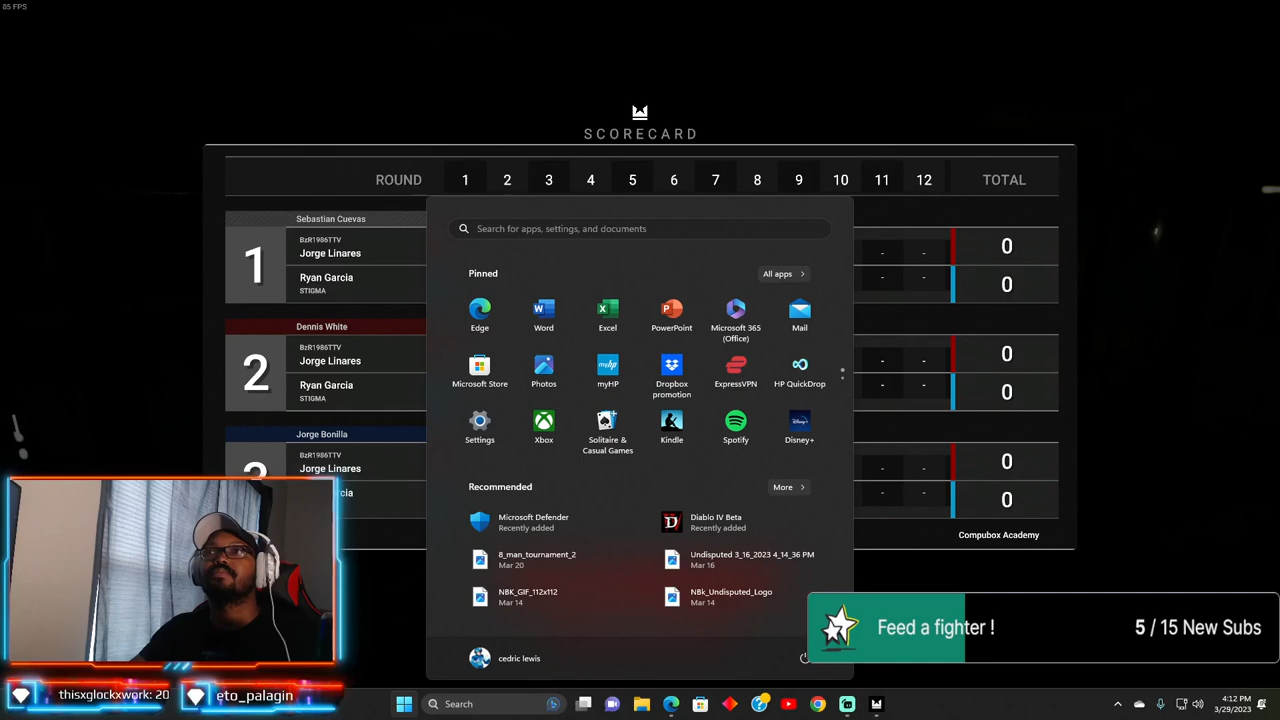 85 FPS
SCORECARD
ROUND 1 2 3 4 5 6 7 8 9 10 11 12 TOTAL
Sebastian Cuevas
1
BzR1986TTV
Jorge Linares - - 0
Ryan Garcia - - 0
STIGMA
Dennis White
2
BzR1986TTV
Jorge Linares - - 0
Ryan Garcia - - 0
STIGMA
Jorge Bonilla
BzR1986TTV
Jorge Linares - - 0
- - 0
Compubox Academy
Search for apps, settings, and documents
Pinned All apps >
Edge Word Excel PowerPoint Microsoft 365 (Office) Mail
Microsoft Store Photos myHP Dropbox promotion ExpressVPN HP QuickDrop
Settings Xbox Solitaire & Casual Games Kindle Spotify Disney+
Recommended More >
Microsoft Defender
Recently added
Diablo IV Beta
Recently added
8_man_tournament_2
Mar 20
Undisputed 3_16_2023 4_14_36 PM
Mar 16
NBK_GIF_112x112
Mar 14
NBk_Undisputed_Logo
Mar 14
cedric lewis
Feed a fighter ! 5 / 15 New Subs
thisxglockxwork: 20 eto_palagin
Search
4:12 PM
3/29/2023